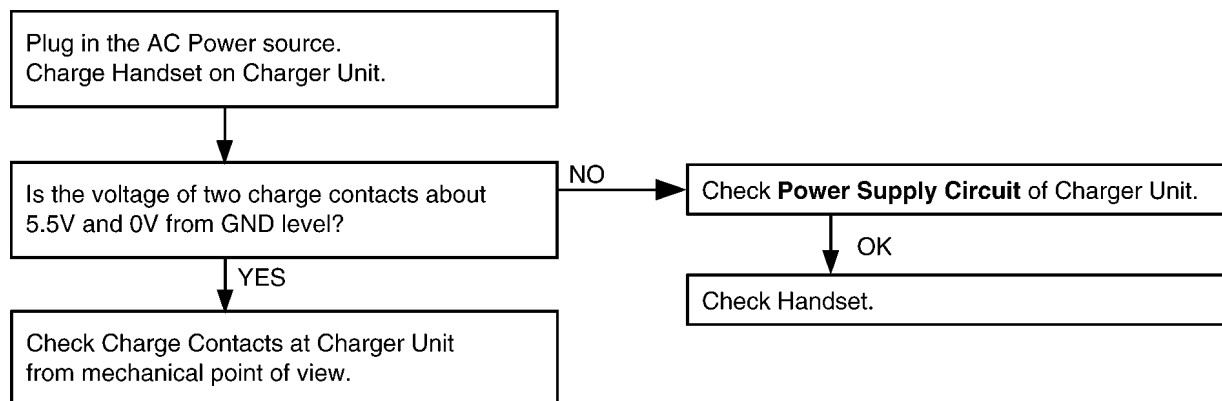 Plug in the AC Power source.
Charge Handset on Charger Unit.
Is the voltage of two charge contacts about
5.5V and 0V from GND level?
NO
Check Power Supply Circuit of Charger Unit.
OK
Check Handset.
YES
Check Charge Contacts at Charger Unit
from mechanical point of view.